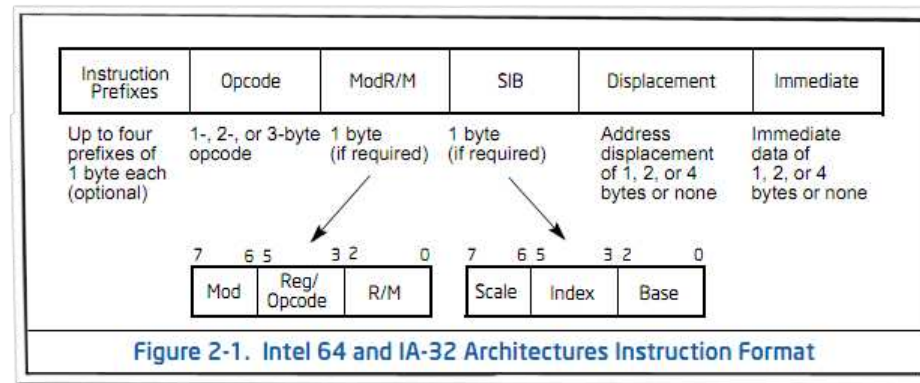 Instruction
Prefixes
Opcode
ModR/M
SIB
Displacement
Immediate
Up to four
prefixes of
1 byte each
(optional)
1-, 2-, or 3-byte
opcode
1 byte
(if required)
1 byte
(if required)
Address
displacement
of 1, 2, or 4
bytes or none
Immediate
data of
1, 2, or 4
bytes or none
7 6 5 3 2 0
Mod
Reg/
Opcode
R/M
7 6 5 3 2 0
Scale
Index
Base
Figure 2-1. Intel 64 and IA-32 Architectures Instruction Format